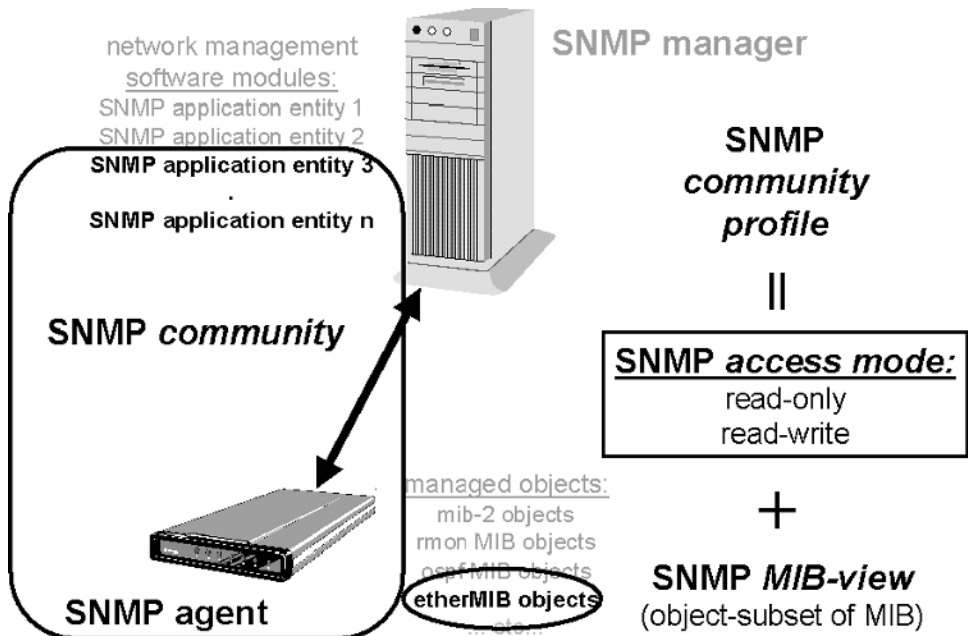 network management
software modules:
SNMP application entity 1
SNMP application entity 2
SNMP application entity 3
.
SNMP application entity n
SNMP manager
SNMP community
SNMP agent
managed objects:
mib-2 objects
rmon MIB objects
ospf MIB objects
etherMIB objects
... etc...
SNMP
community
profile
=
SNMP access mode:
read-only
read-write
+
SNMP MIB-view
(object-subset of MIB)